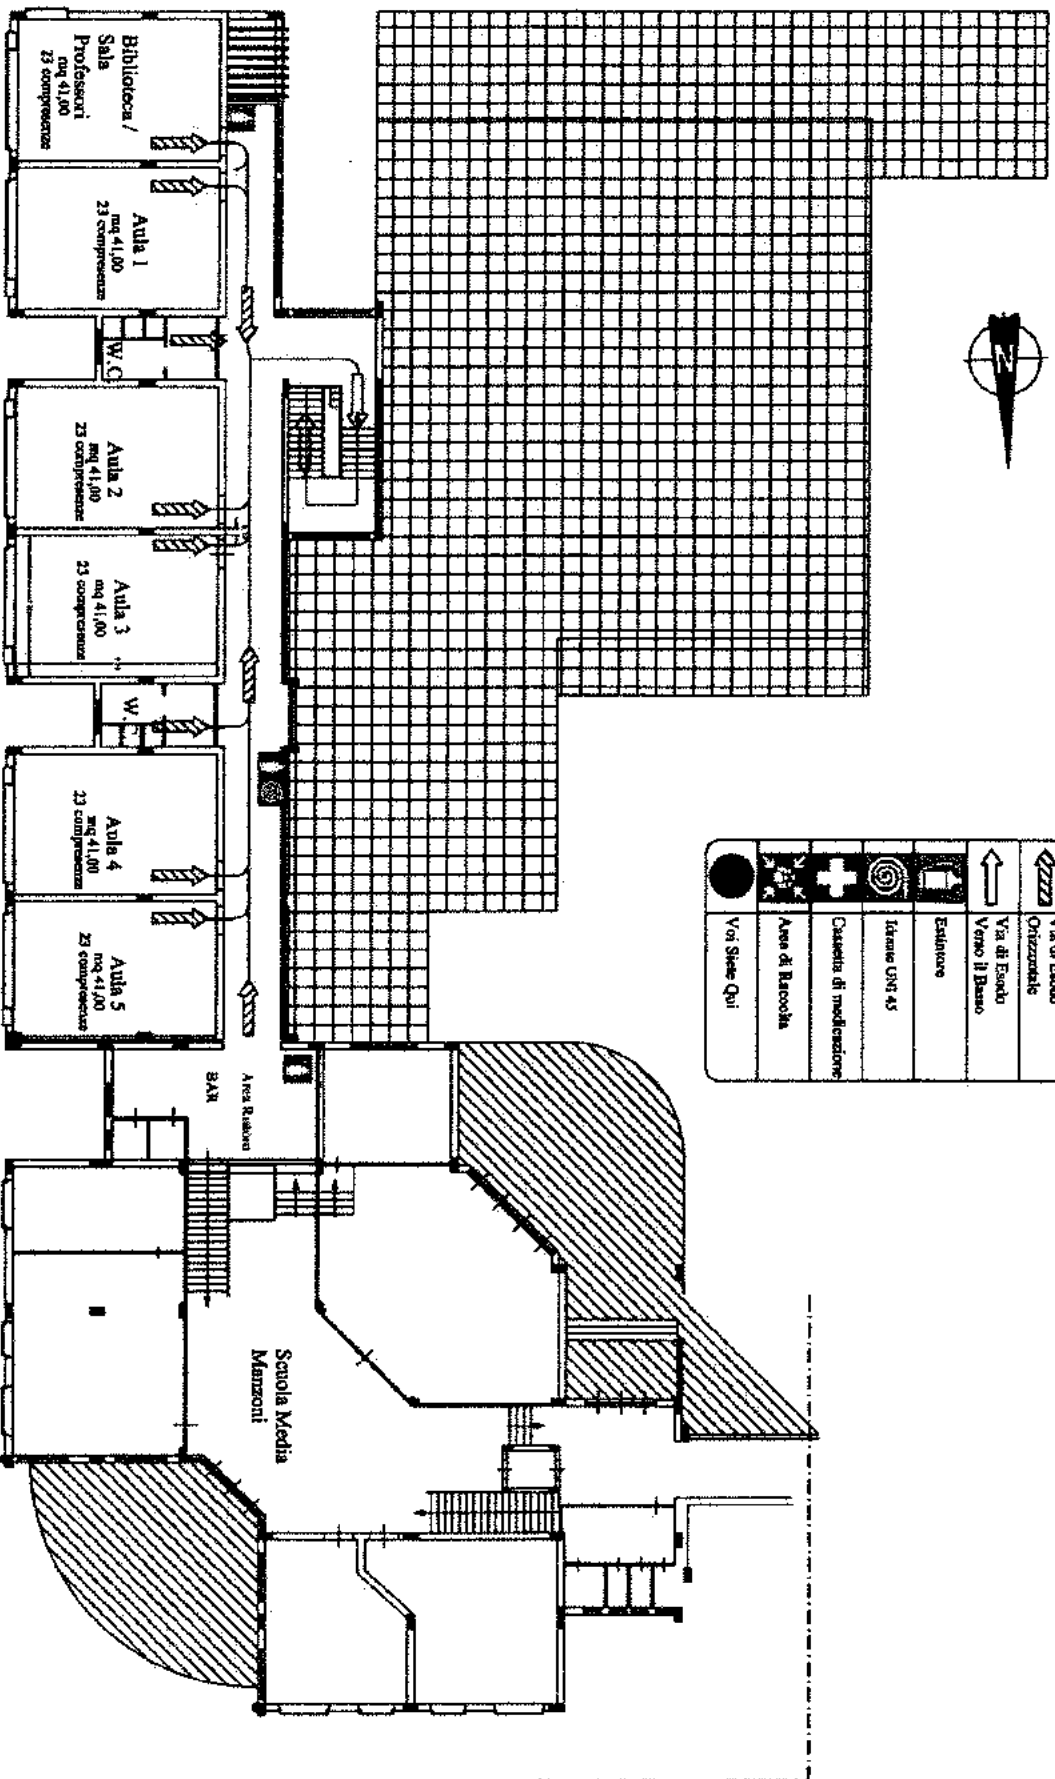 Biblioteca /
Sala
Professori
mq 41,00
23 compresenze
Aula 1
mq 41,00
23 compresenze
W.C
Aula 2
mq 41,00
23 compresenze
Aula 3
mq 41,00
23 compresenze
W.C
Aula 4
mq 41,00
23 compresenze
Aula 5
mq 41,00
23 compresenze
Area Ristoro
BAR
Scuola Media
Manzoni
N
Via di Esodo
Orizzontale
Via di Esodo
Verso il Basso
Estintore
Idrante UNI 45
Cassetta di medicazione
Area di Raccolta
Voi Siete Qui